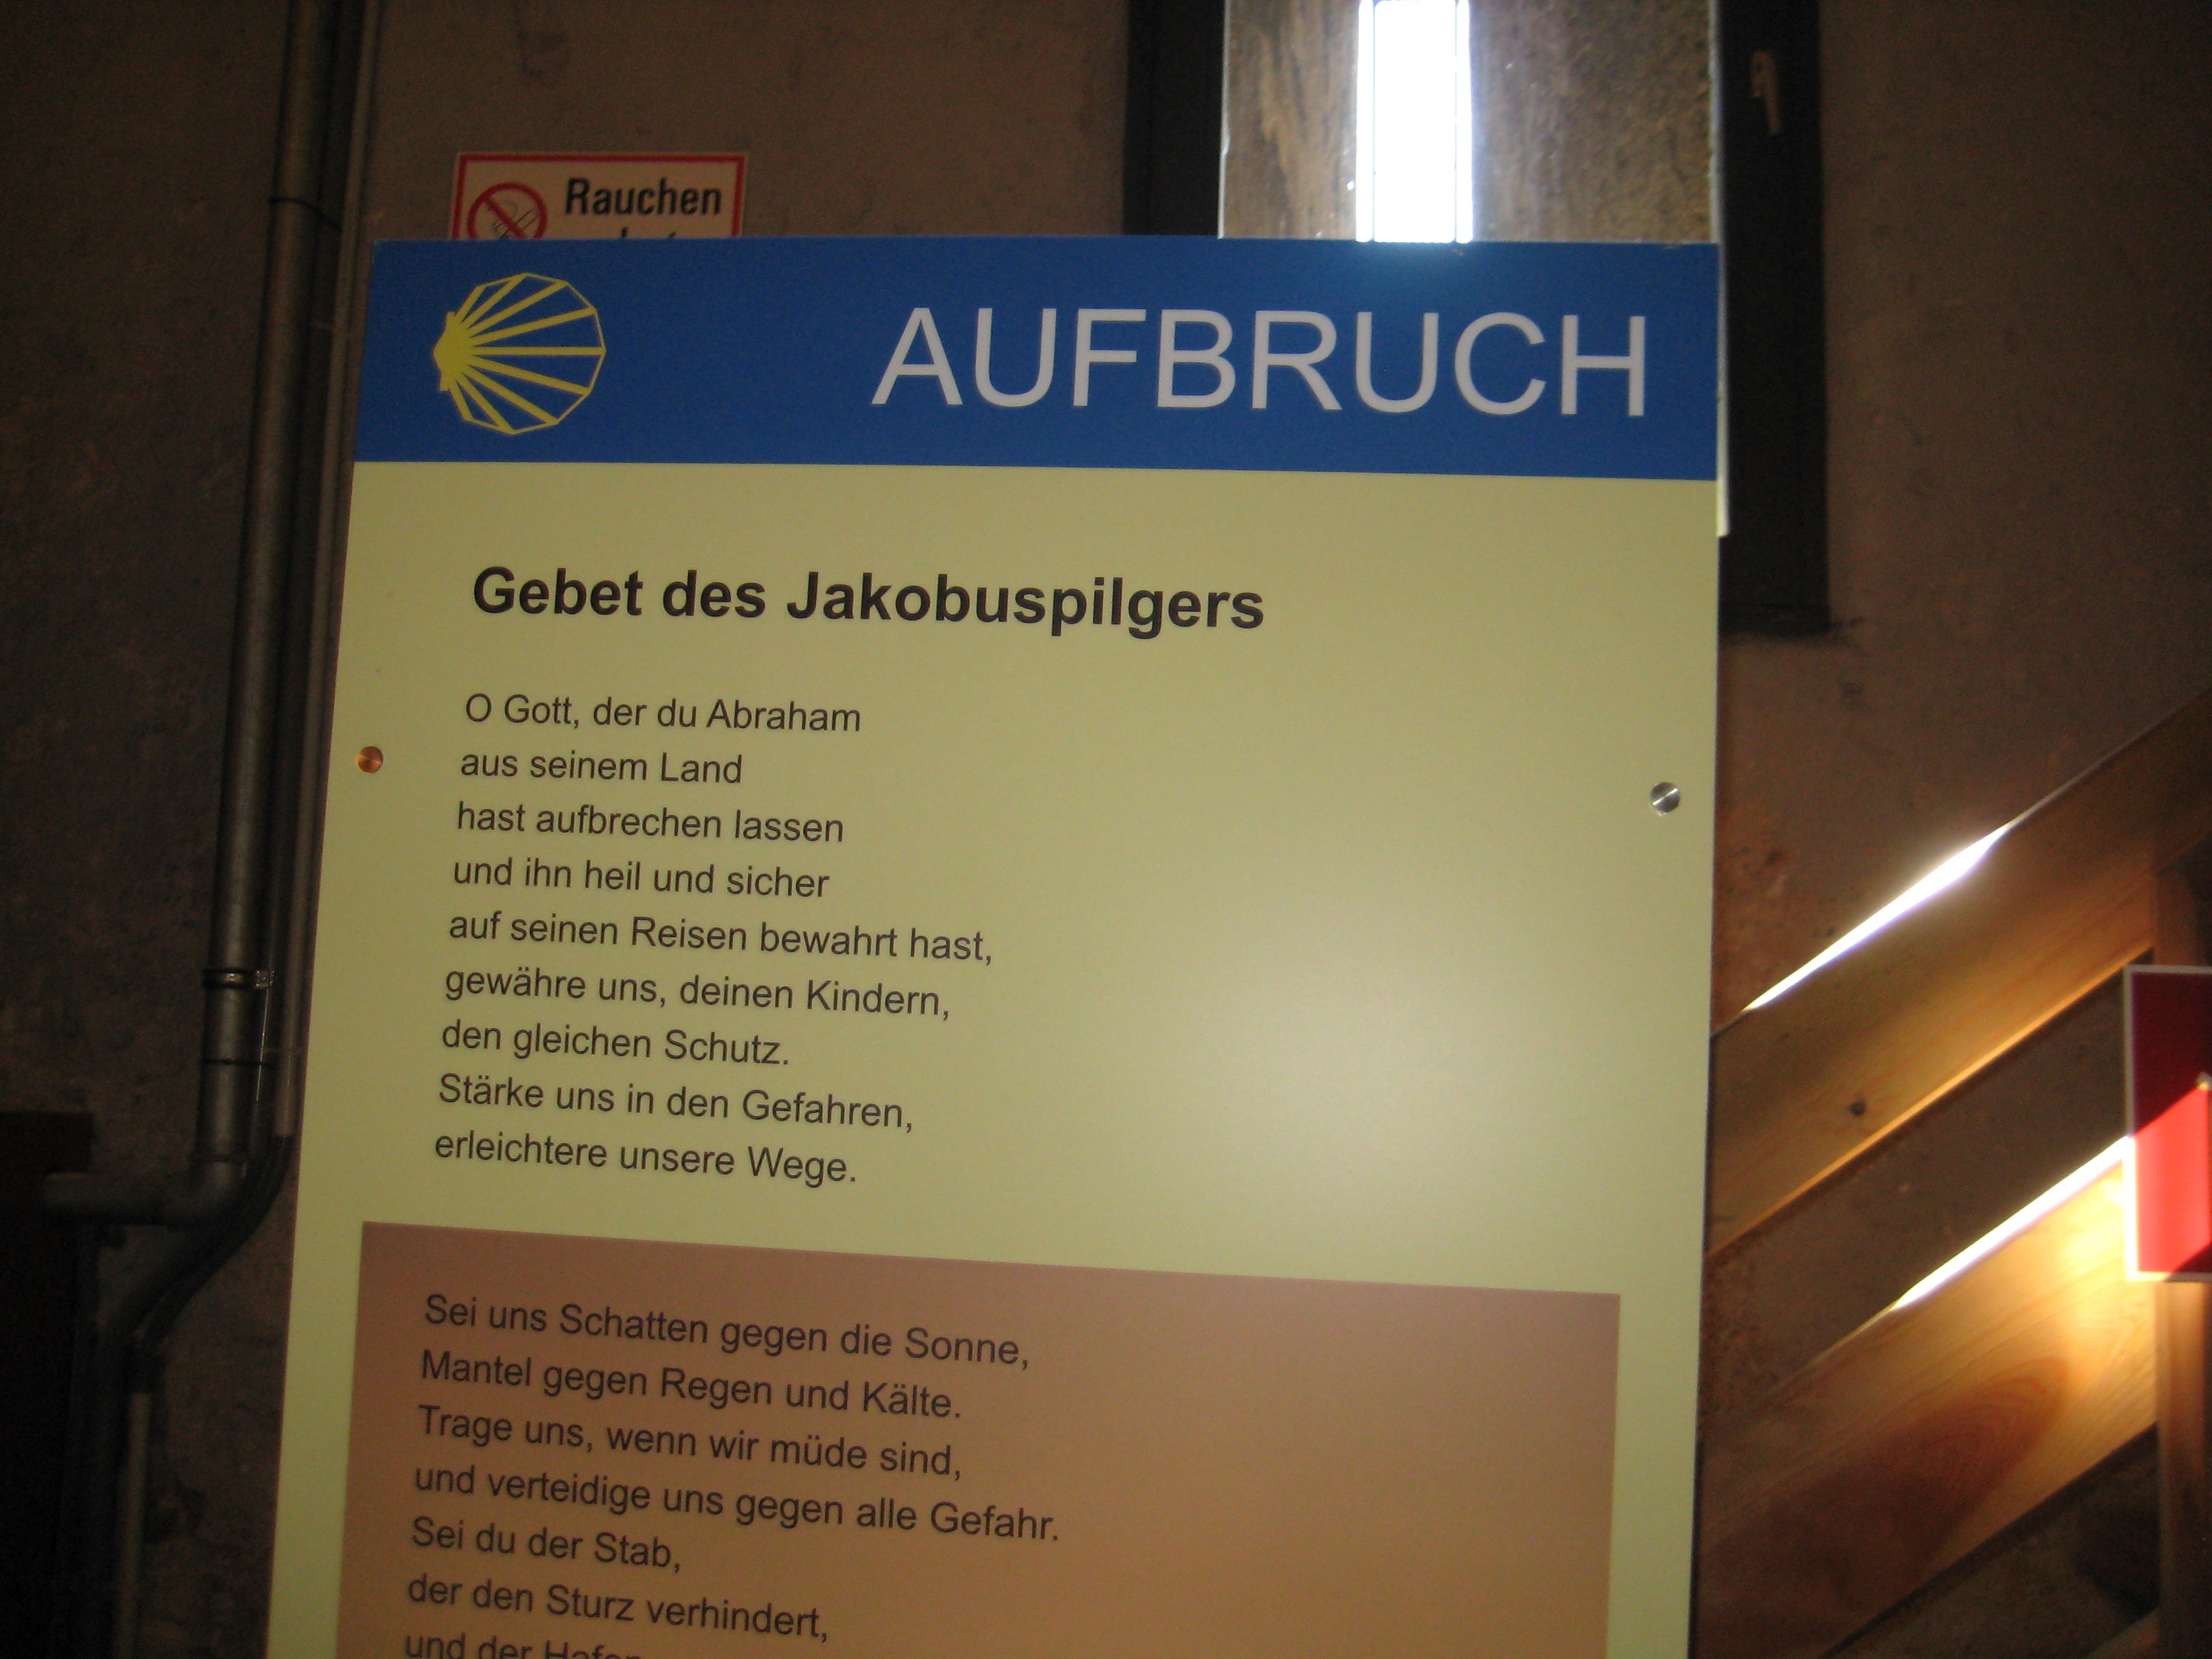 Rauchen
AUFBRUCH
Gebet des Jakobuspilgers
O Gott, der du Abraham
aus seinem Land
hast aufbrechen lassen
und ihn heil und sicher
auf seinen Reisen bewahrt hast,
gewähre uns, deinen Kindern,
den gleichen Schutz.
Stärke uns in den Gefahren,
erleichtere unsere Wege.
Sei uns Schatten gegen die Sonne,
Mantel gegen Regen und Kälte.
Trage uns, wenn wir müde sind,
und verteidige uns gegen alle Gefahr.
Sei du der Stab,
der den Sturz verhindert,
und der Hafen